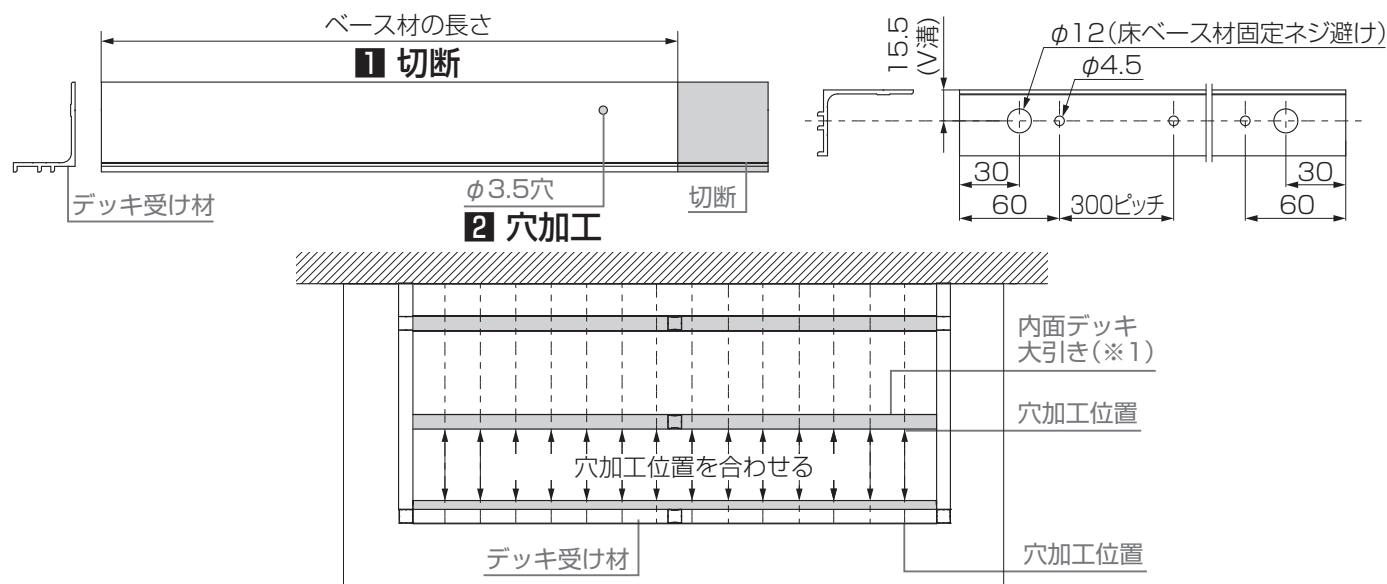 ベース材の長さ
1 切断
デッキ受け材
φ3.5穴
2 穴加工
切断
15.5
(V溝)
φ12(床ベース材固定ネジ避け)
φ4.5
30
30
60
300ピッチ
60
内面デッキ
大引き(※1)
穴加工位置
穴加工位置を合わせる
デッキ受け材
穴加工位置